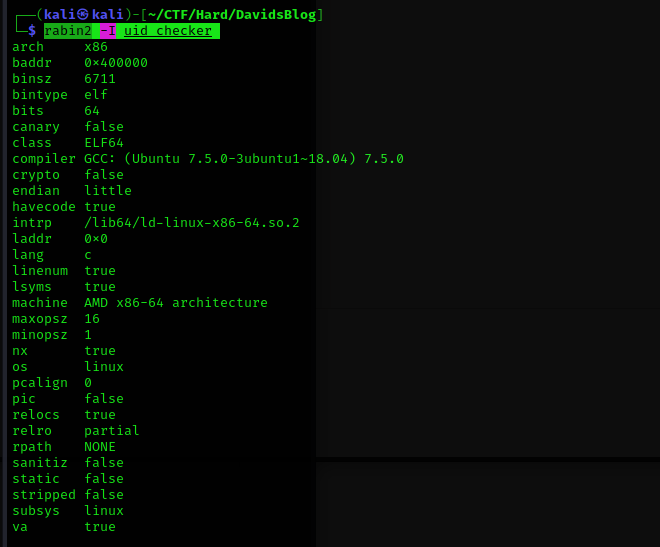 ┌──(kali㉿kali)-[~/CTF/Hard/DavidsBlog]
└─$ rabin2 -I uid_checker
arch     x86
baddr    0x400000
binsz    6711
bintype  elf
bits     64
canary   false
class    ELF64
compiler GCC: (Ubuntu 7.5.0-3ubuntu1~18.04) 7.5.0
crypto   false
endian   little
havecode true
intrp    /lib64/ld-linux-x86-64.so.2
laddr    0x0
lang     c
linenum  true
lsyms    true
machine  AMD x86-64 architecture
maxopsz  16
minopsz  1
nx       true
os       linux
pcalign  0
pic      false
relocs   true
relro    partial
rpath    NONE
sanitiz  false
static   false
stripped false
subsys   linux
va       true